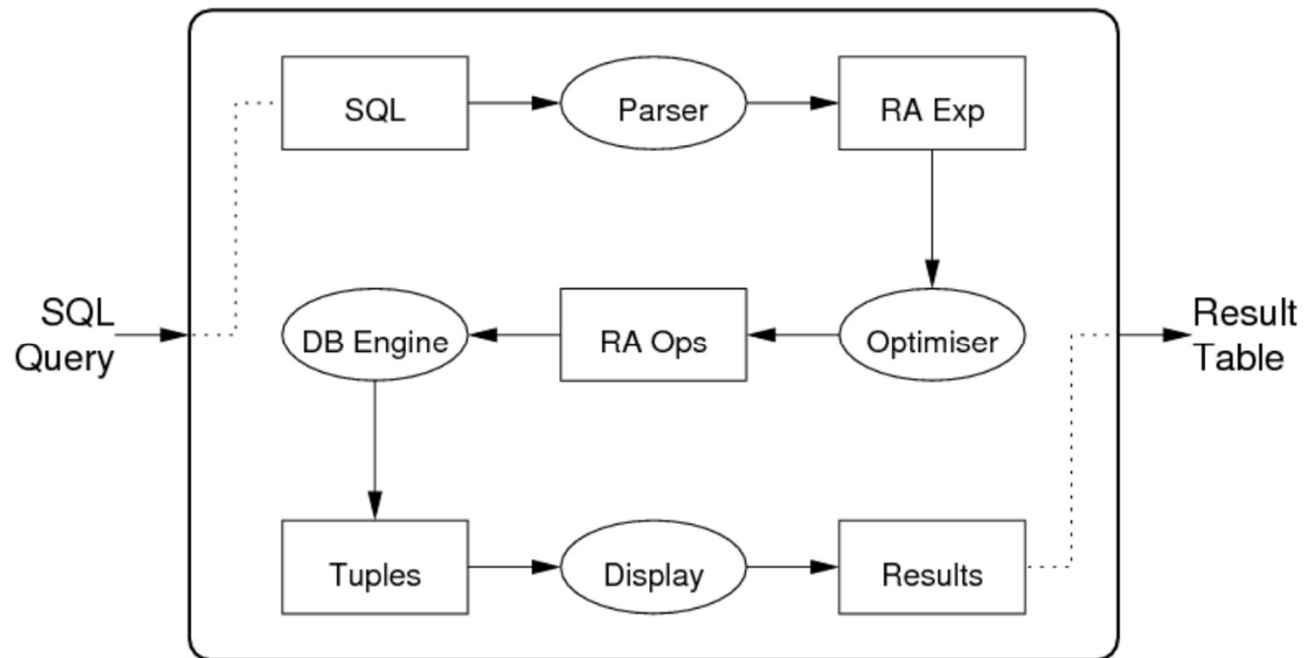 SQL
Parser
RA Exp
SQL
Query
DB Engine
RA Ops
Optimiser
Result
Table
Tuples
Display
Results